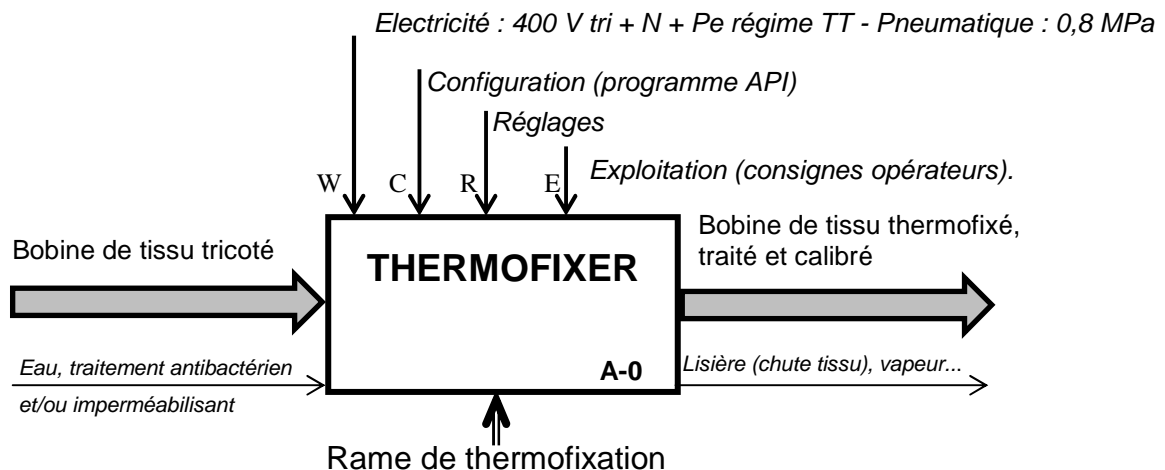 Electricité : 400 V tri + N + Pe régime TT - Pneumatique : 0,8 MPa
Configuration (programme API)
Réglages
Exploitation (consignes opérateurs).
W C R E
Bobine de tissu tricoté
THERMOFIXER
Bobine de tissu thermofixé,
traité et calibré
Eau, traitement antibactérien
et/ou imperméabilisant
A-0
Lisière (chute tissu), vapeur...
Rame de thermofixation